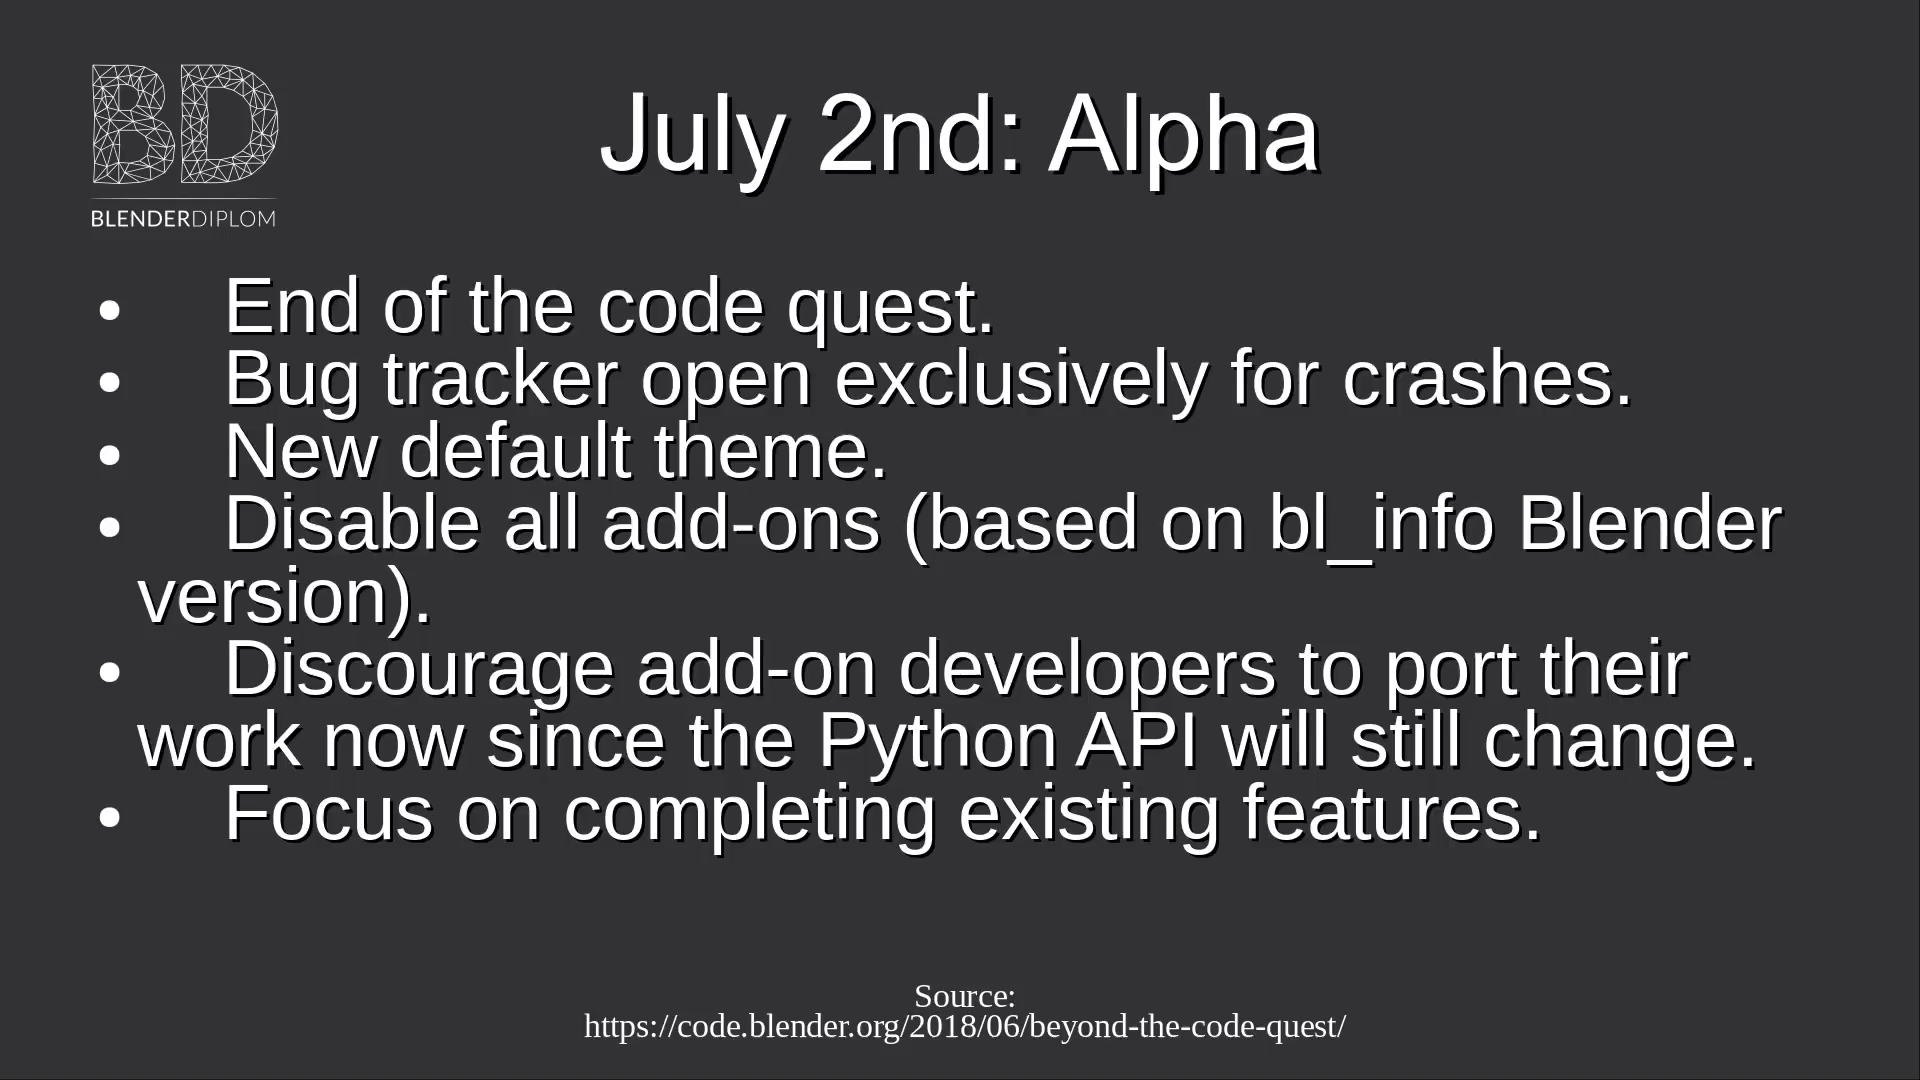 BD
BLENDERDIPLOM
July 2nd: Alpha
• End of the code quest.
• Bug tracker open exclusively for crashes.
• New default theme.
• Disable all add-ons (based on bl_info Blender
version).
• Discourage add-on developers to port their
work now since the Python API will still change.
• Focus on completing existing features.
Source:
https://code.blender.org/2018/06/beyond-the-code-quest/